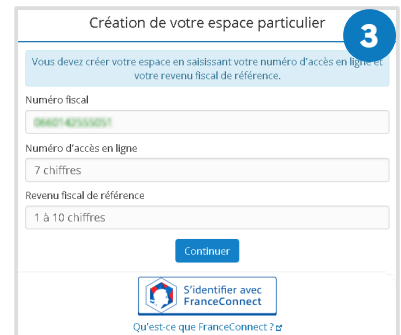 Création de votre espace particulier
3
Vous devez créer votre espace en saisissant votre numéro d'accès en ligne et
votre revenu fiscal de référence.
Numéro fiscal
Numéro d'accès en ligne
7 chiffres
Revenu fiscal de référence
1 à 10 chiffres
Continuer
S'identifier avec
FranceConnect
Qu'est-ce que FranceConnect ?